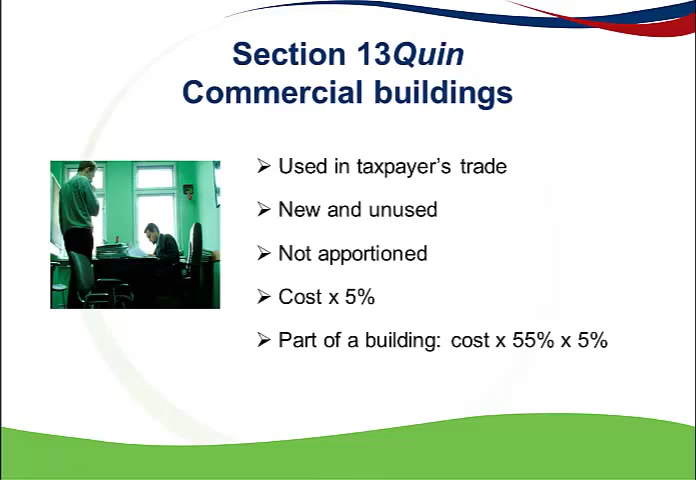 Section 13Quin
Commercial buildings
➢ Used in taxpayer’s trade
➢ New and unused
➢ Not apportioned
➢ Cost x 5%
➢ Part of a building: cost x 55% x 5%